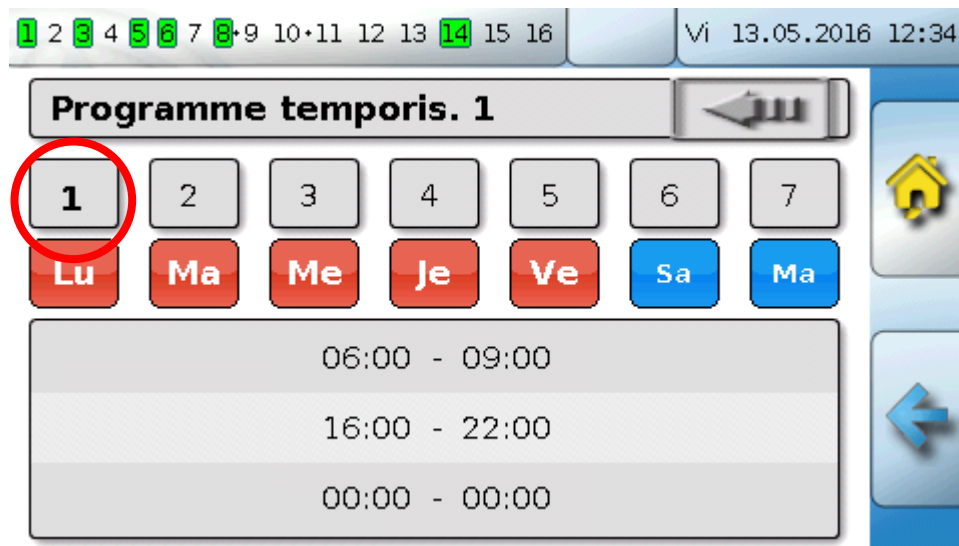 1 2 3 4 5 6 7 8•9 10•11 12 13 14 15 16 Vi 13.05.2016 12:34
Programme temporis. 1
1 2 3 4 5 6 7
Lu Ma Me Je Ve Sa Ma
06:00 - 09:00
16:00 - 22:00
00:00 - 00:00